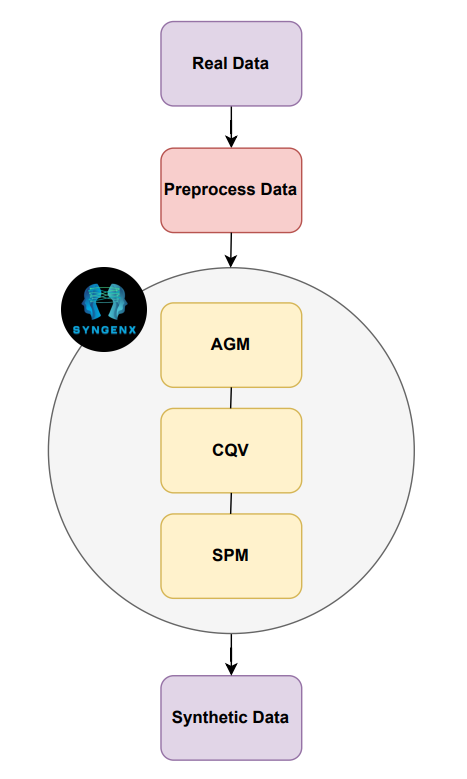 Real Data
Preprocess Data
SYNGENX
AGM
CQV
SPM
Synthetic Data